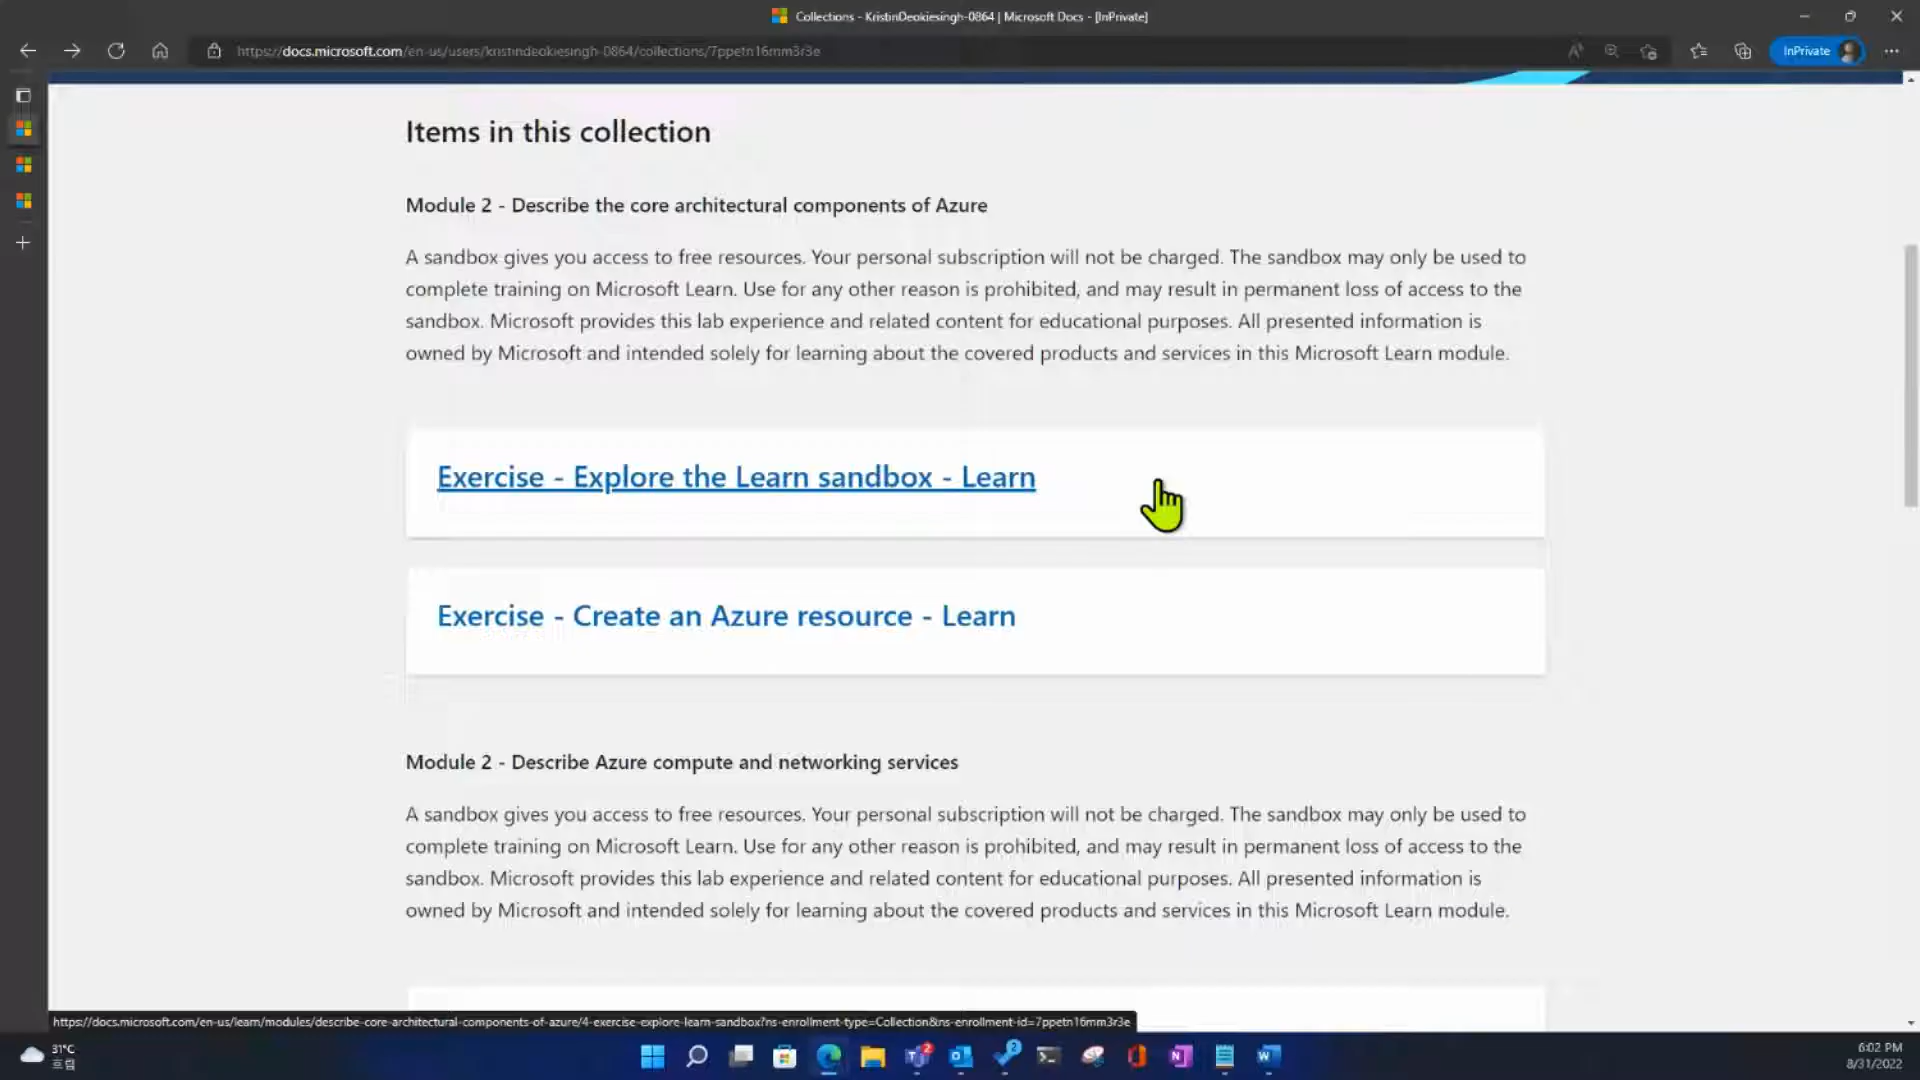 Collections - KristinDeokiesingh-0864 | Microsoft Docs - [InPrivate]
https://docs.microsoft.com/en-us/users/kristindeokiesingh-0864/collections/7ppetn16mm3r3e
InPrivate
Items in this collection
Module 2 - Describe the core architectural components of Azure
A sandbox gives you access to free resources. Your personal subscription will not be charged. The sandbox may only be used to
complete training on Microsoft Learn. Use for any other reason is prohibited, and may result in permanent loss of access to the
sandbox. Microsoft provides this lab experience and related content for educational purposes. All presented information is
owned by Microsoft and intended solely for learning about the covered products and services in this Microsoft Learn module.
Exercise - Explore the Learn sandbox - Learn
Exercise - Create an Azure resource - Learn
Module 2 - Describe Azure compute and networking services
A sandbox gives you access to free resources. Your personal subscription will not be charged. The sandbox may only be used to
complete training on Microsoft Learn. Use for any other reason is prohibited, and may result in permanent loss of access to the
sandbox. Microsoft provides this lab experience and related content for educational purposes. All presented information is
owned by Microsoft and intended solely for learning about the covered products and services in this Microsoft Learn module.
https://docs.microsoft.com/en-us/learn/modules/describe-core-architectural-components-of-azure/4-exercise-explore-learn-sandbox?ns-enrollment-type=Collection&ns-enrollment-id=7ppetn16mm3r3e
31°C
흐림
2
2
6:02 PM
8/31/2022